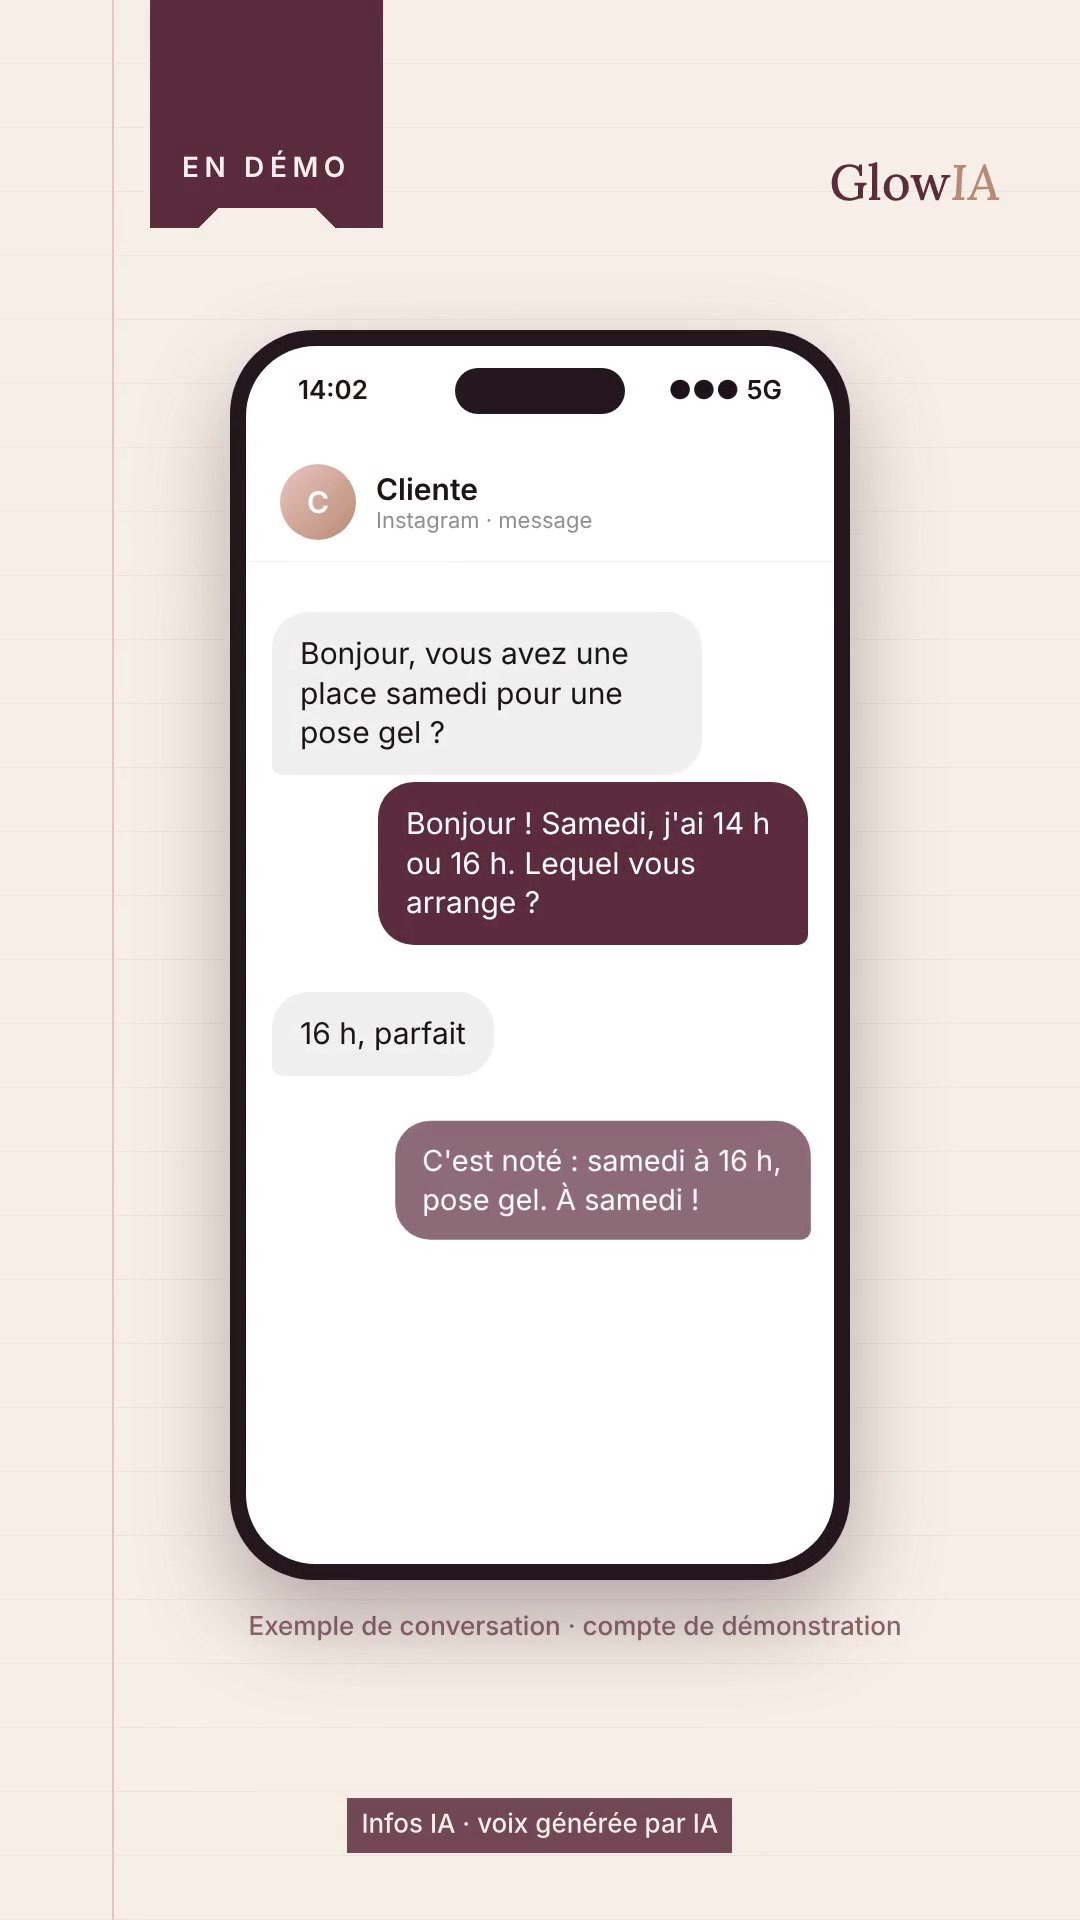 EN DÉMO
GlowIA
14:02
5G
C
Cliente
Instagram · message
Bonjour, vous avez une
place samedi pour une
pose gel ?
Bonjour ! Samedi, j'ai 14 h
ou 16 h. Lequel vous
arrange ?
16 h, parfait
C'est noté : samedi à 16 h,
pose gel. À samedi !
Exemple de conversation · compte de démonstration
Infos IA · voix générée par IA